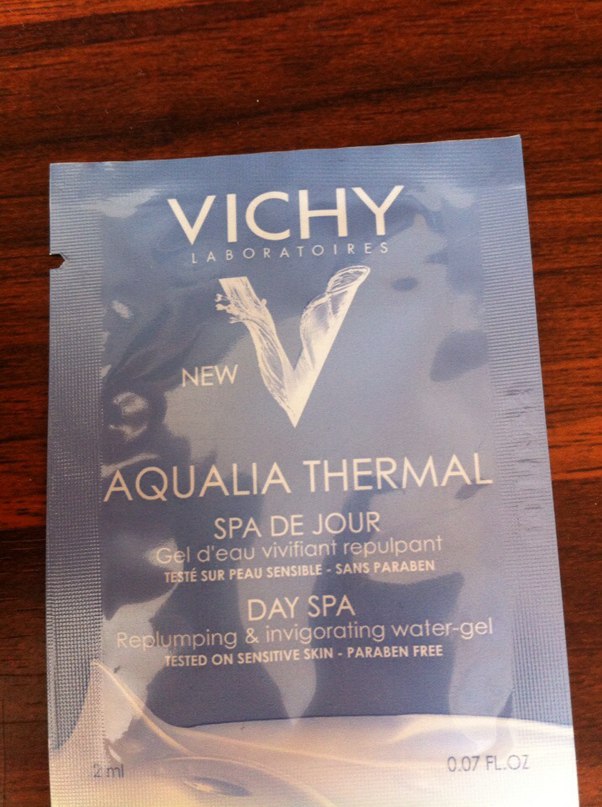 VICHY
LABORATOIRES
NEW
AQUALIA THERMAL
SPA DE JOUR
Gel d'eau vivifiant repulpant
TESTÉ SUR PEAU SENSIBLE - SANS PARABEN
DAY SPA
Replumping & invigorating water-gel
TESTED ON SENSITIVE SKIN - PARABEN FREE
2 ml 0.07 FL.OZ